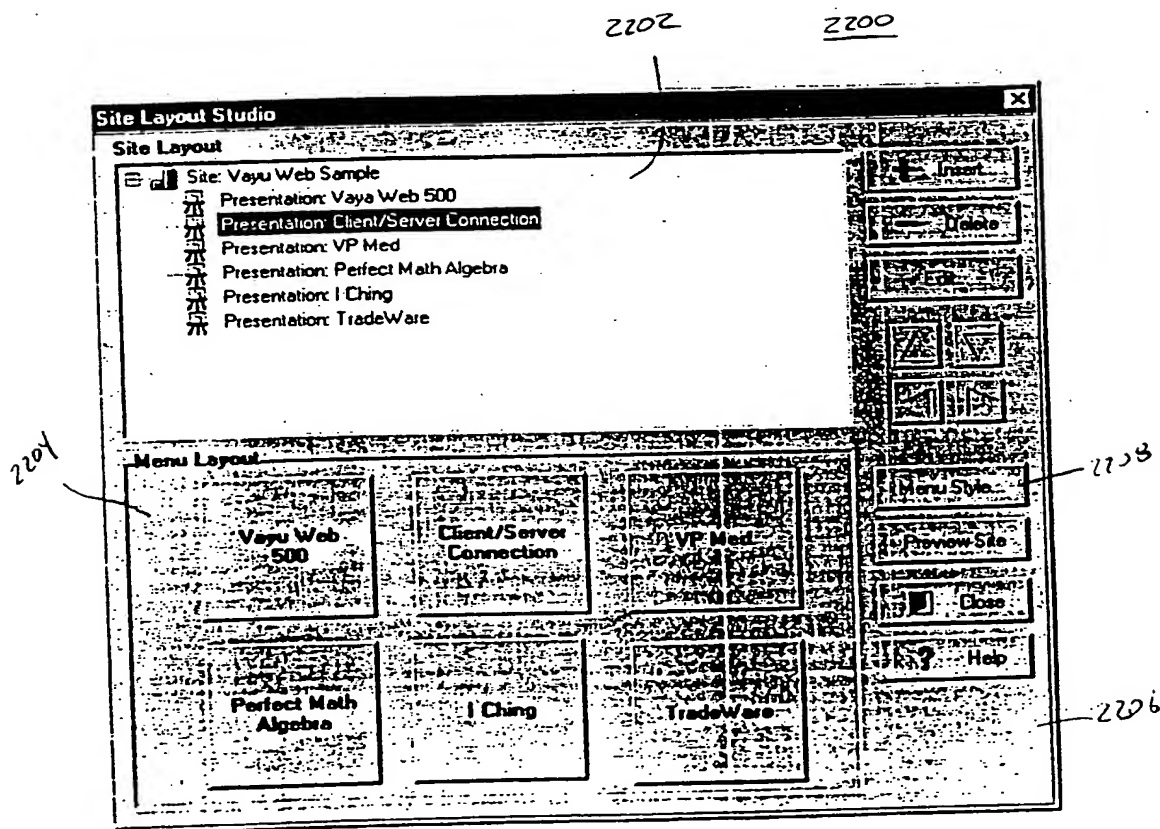 2202
2200
Site Layout Studio
Site Layout
Site: Vayu Web Sample
Presentation: Vaya Web 500
Presentation: Client/Server Connection
Presentation: VP Med
Presentation: Perfect Math Algebra
Presentation: I Ching
Presentation: TradeWare
Insert...
Delete
Edit
Menu Layout
2204
Vayu Web
500
Client/Server
Connection
VP Med
Perfect Math
Algebra
I Ching
TradeWare
Menu Style...
2208
Preview Site
Close
? Help
2206